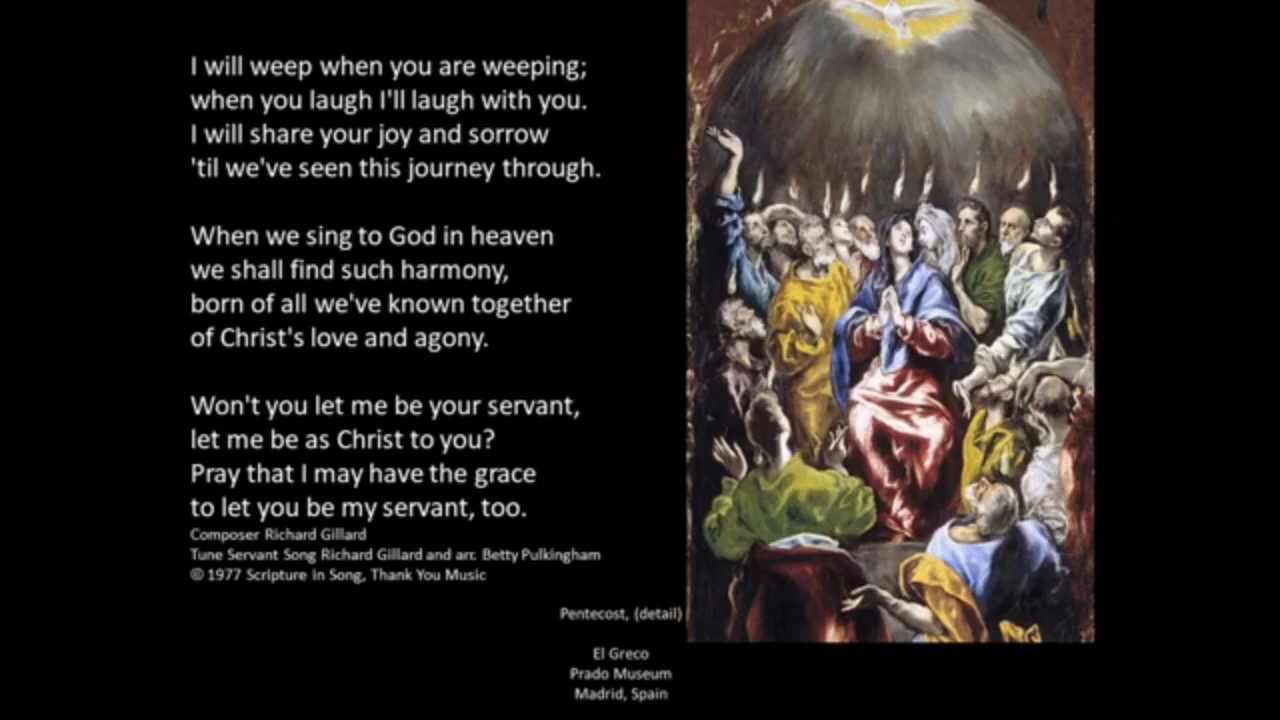 I will weep when you are weeping;
when you laugh I'll laugh with you.
I will share your joy and sorrow
'til we've seen this journey through.
When we sing to God in heaven
we shall find such harmony,
born of all we've known together
of Christ's love and agony.
Won't you let me be your servant,
let me be as Christ to you?
Pray that I may have the grace
to let you be my servant, too.
Composer Richard Gillard
Tune Servant Song Richard Gillard and arr. Betty Pulkingham
© 1977 Scripture in Song, Thank You Music
Pentecost, (detail)
El Greco
Prado Museum
Madrid, Spain